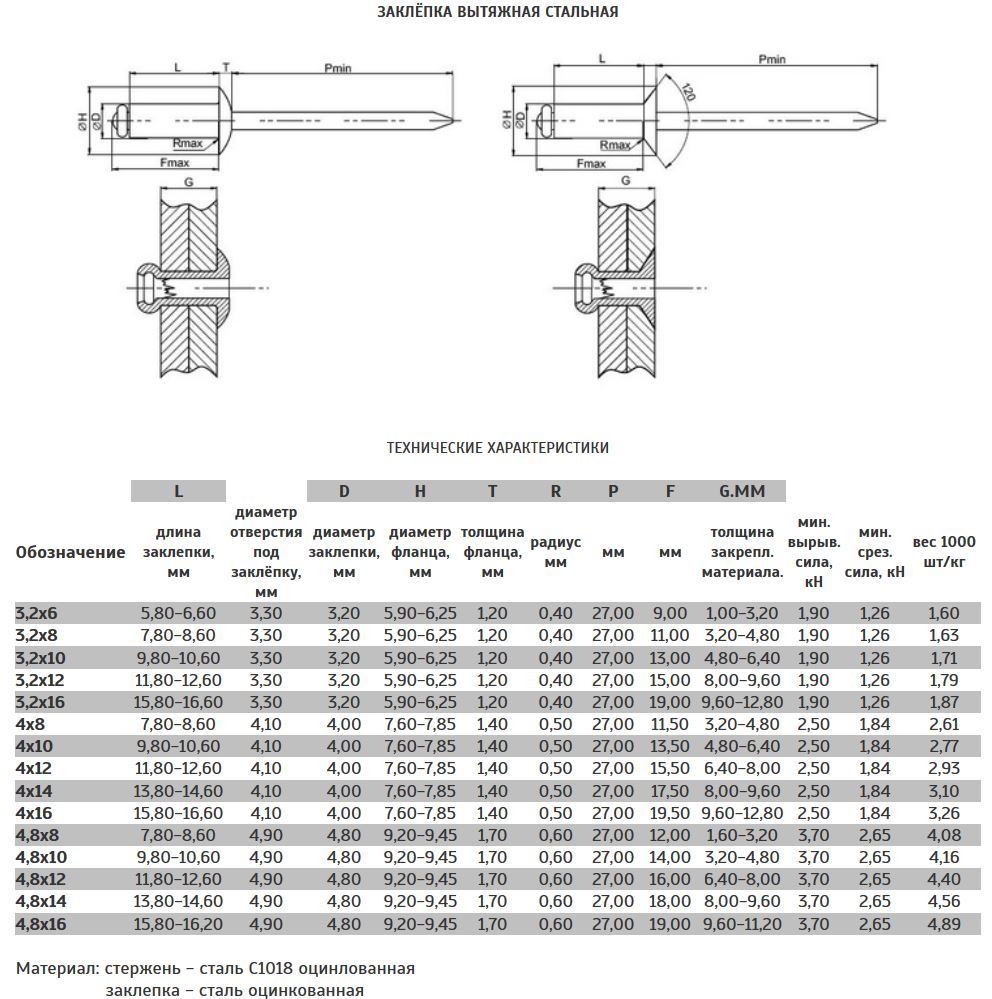 ЗАКЛЁПКА ВЫТЯЖНАЯ СТАЛЬНАЯ
L T Pmin
ØH ØD
Rmax
Fmax
G
L Pmin
120
ØH ØD
Rmax
Fmax
G
ТЕХНИЧЕСКИЕ ХАРАКТЕРИСТИКИ
L D H T R P F G.MM
Обозначение
длина заклепки, мм
диаметр отверстия под заклёпку, мм
диаметр заклепки, мм
диаметр фланца, мм
толщина фланца, мм
радиус мм
мм
мм
толщина закрепл. материала.
мин. вырыв. сила, кН
мин. срез. сила, кН
вес 1000 шт/кг
3,2х6 5,80-6,60 3,30 3,20 5,90-6,25 1,20 0,40 27,00 9,00 1,00-3,20 1,90 1,26 1,60
3,2х8 7,80-8,60 3,30 3,20 5,90-6,25 1,20 0,40 27,00 11,00 3,20-4,80 1,90 1,26 1,63
3,2х10 9,80-10,60 3,30 3,20 5,90-6,25 1,20 0,40 27,00 13,00 4,80-6,40 1,90 1,26 1,71
3,2х12 11,80-12,60 3,30 3,20 5,90-6,25 1,20 0,40 27,00 15,00 8,00-9,60 1,90 1,26 1,79
3,2х16 15,80-16,60 3,30 3,20 5,90-6,25 1,20 0,40 27,00 19,00 9,60-12,80 1,90 1,26 1,87
4х8 7,80-8,60 4,10 4,00 7,60-7,85 1,40 0,50 27,00 11,50 3,20-4,80 2,50 1,84 2,61
4х10 9,80-10,60 4,10 4,00 7,60-7,85 1,40 0,50 27,00 13,50 4,80-6,40 2,50 1,84 2,77
4х12 11,80-12,60 4,10 4,00 7,60-7,85 1,40 0,50 27,00 15,50 6,40-8,00 2,50 1,84 2,93
4х14 13,80-14,60 4,10 4,00 7,60-7,85 1,40 0,50 27,00 17,50 8,00-9,60 2,50 1,84 3,10
4х16 15,80-16,60 4,10 4,00 7,60-7,85 1,40 0,50 27,00 19,50 9,60-12,80 2,50 1,84 3,26
4,8х8 7,80-8,60 4,90 4,80 9,20-9,45 1,70 0,60 27,00 12,00 1,60-3,20 3,70 2,65 4,08
4,8х10 9,80-10,60 4,90 4,80 9,20-9,45 1,70 0,60 27,00 14,00 3,20-4,80 3,70 2,65 4,16
4,8х12 11,80-12,60 4,90 4,80 9,20-9,45 1,70 0,60 27,00 16,00 6,40-8,00 3,70 2,65 4,40
4,8х14 13,80-14,60 4,90 4,80 9,20-9,45 1,70 0,60 27,00 18,00 8,00-9,60 3,70 2,65 4,56
4,8х16 15,80-16,20 4,90 4,80 9,20-9,45 1,70 0,60 27,00 19,00 9,60-11,20 3,70 2,65 4,89
Материал: стержень - сталь С1018 оцинлованная
заклепка - сталь оцинкованная